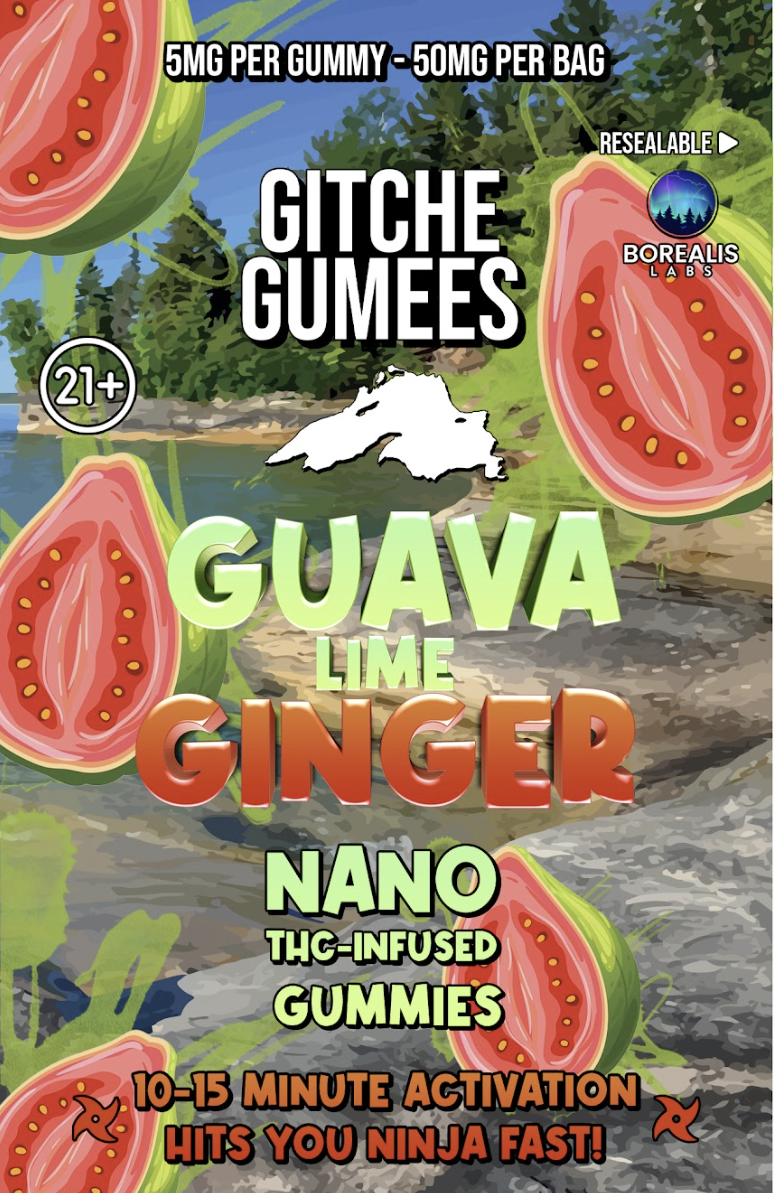 5MG PER GUMMY - 50MG PER BAG
RESEALABLE
GITCHE
GUMEES
BOREALIS
LABS
21+
GUAVA
LIME
GINGER
NANO
THC-INFUSED
GUMMIES
10-15 MINUTE ACTIVATION
HITS YOU NINJA FAST!